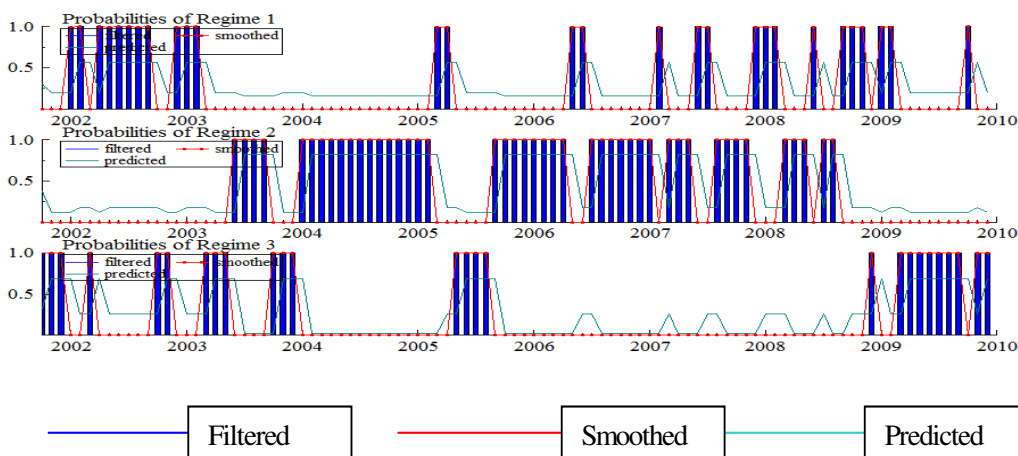 Probabilities of Regime 1
1.0
filtered smoothed
predicted
0.5
2002 2003 2004 2005 2006 2007 2008 2009 2010
Probabilities of Regime 2
1.0
filtered smoothed
predicted
0.5
2002 2003 2004 2005 2006 2007 2008 2009 2010
Probabilities of Regime 3
1.0
filtered smoothed
predicted
0.5
2002 2003 2004 2005 2006 2007 2008 2009 2010
Filtered Smoothed Predicted